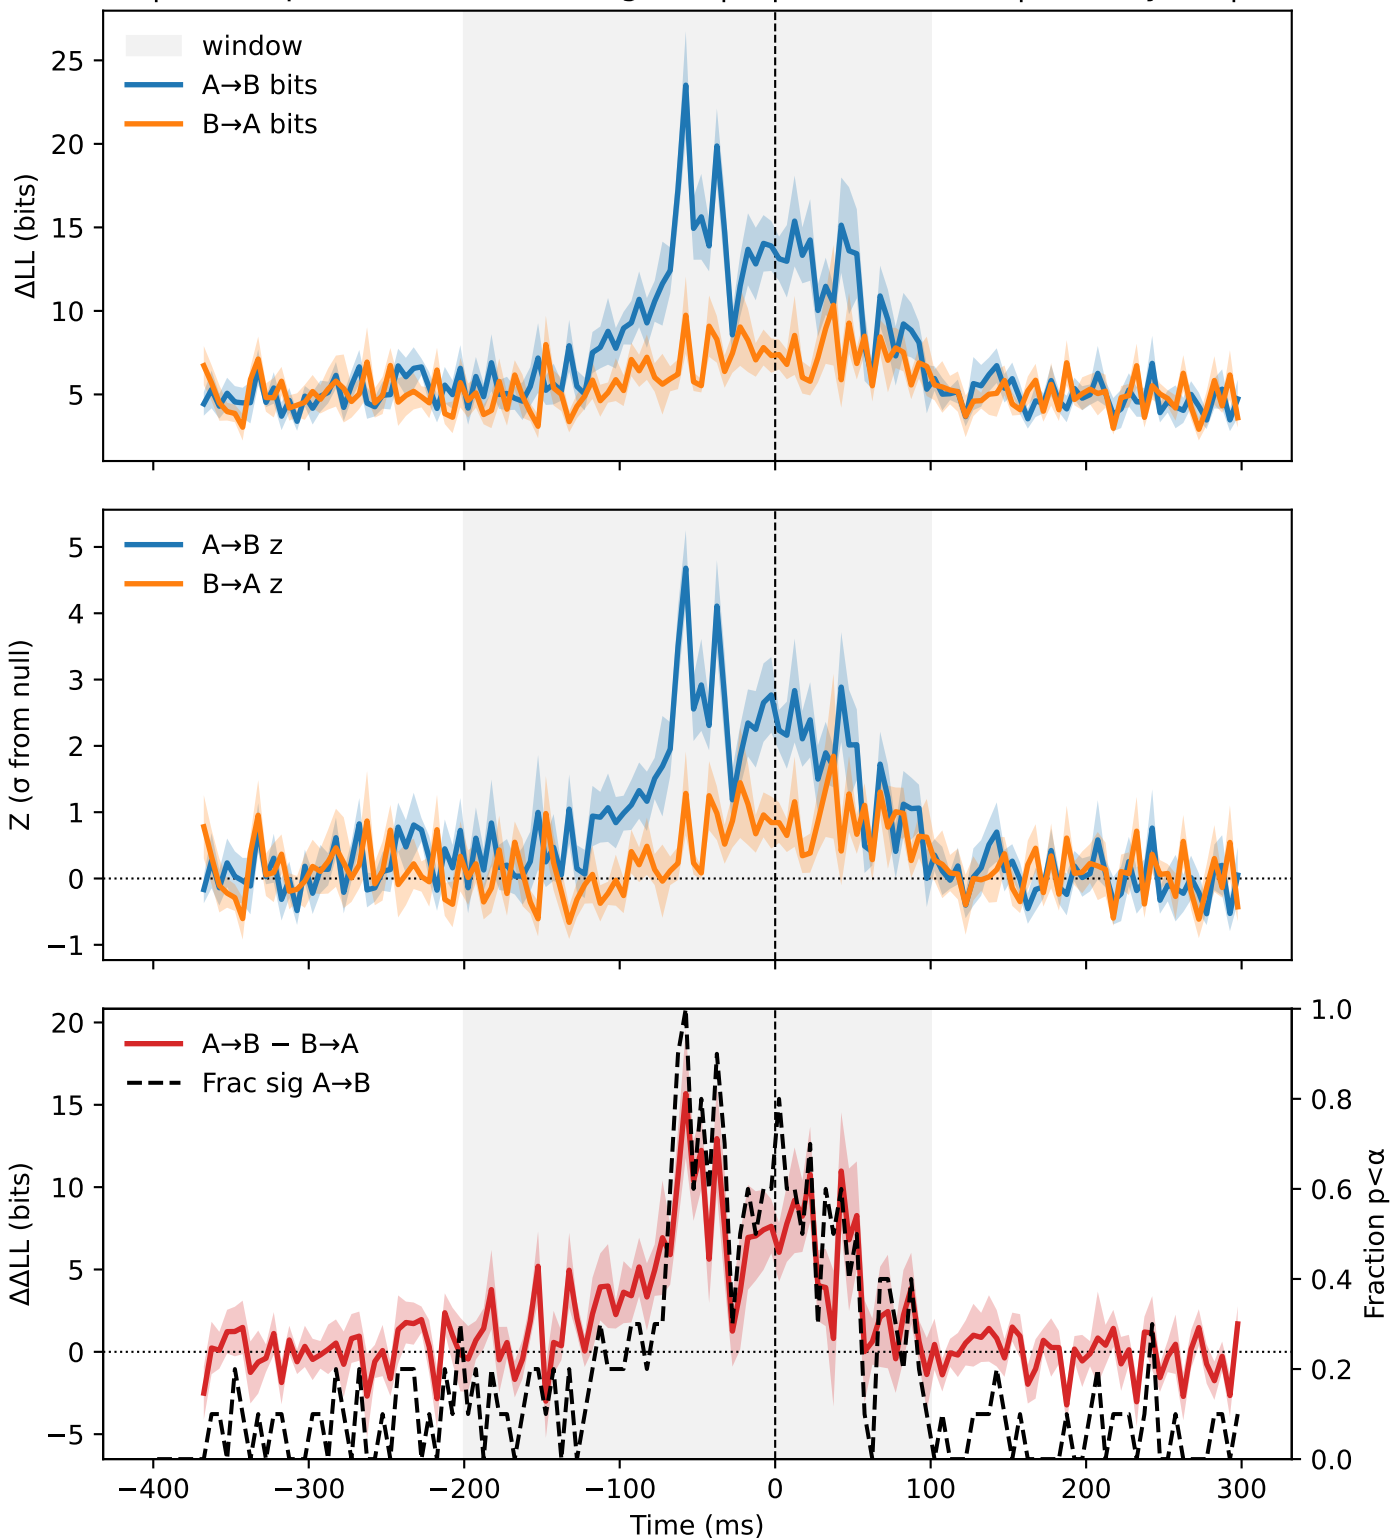 window
A→B bits
B→A bits
ΔLL (bits)
25
20
15
10
5
A→B z
B→A z
Z (σ from null)
5
4
3
2
1
0
−1
A→B − B→A
Frac sig A→B
ΔΔLL (bits)
20
15
10
5
0
−5
1.0
0.8
0.6
0.4
0.2
0.0
Fraction p<α
−400 −300 −200 −100 0 100 200 300
Time (ms)